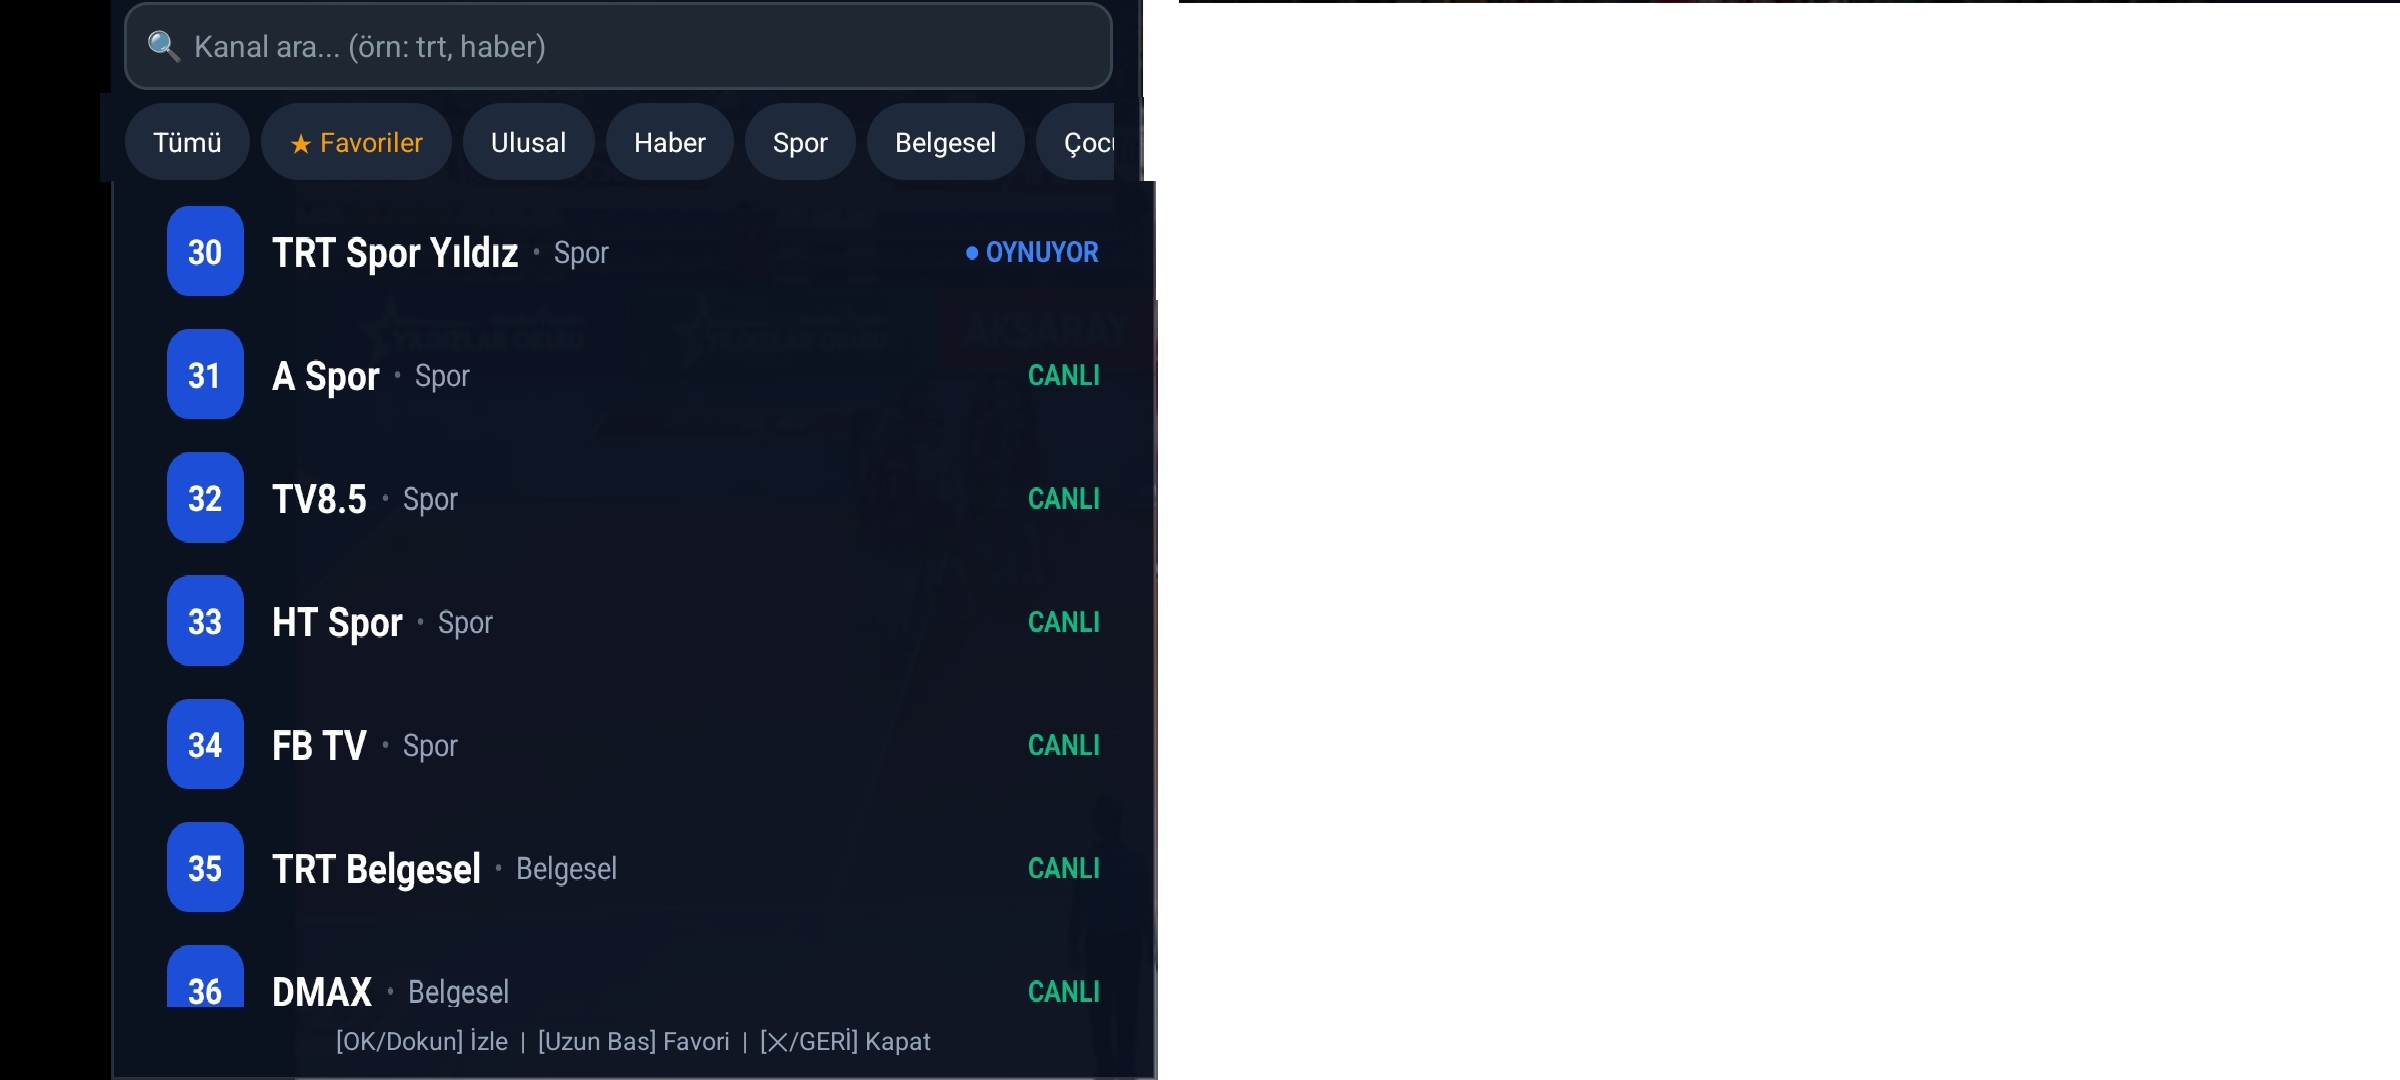 🔍 Kanal ara... (örn: trt, haber)
Tümü ★ Favoriler Ulusal Haber Spor Belgesel
30 TRT Spor Yıldız • Spor • OYNUYOR
31 A Spor • Spor CANLI
32 TV8.5 • Spor CANLI
33 HT Spor • Spor CANLI
34 FB TV • Spor CANLI
35 TRT Belgesel • Belgesel CANLI
36 DMAX • Belgesel CANLI
[OK/Dokun] İzle | [Uzun Bas] Favori | [✕/GERİ] Kapat
AKSARAY